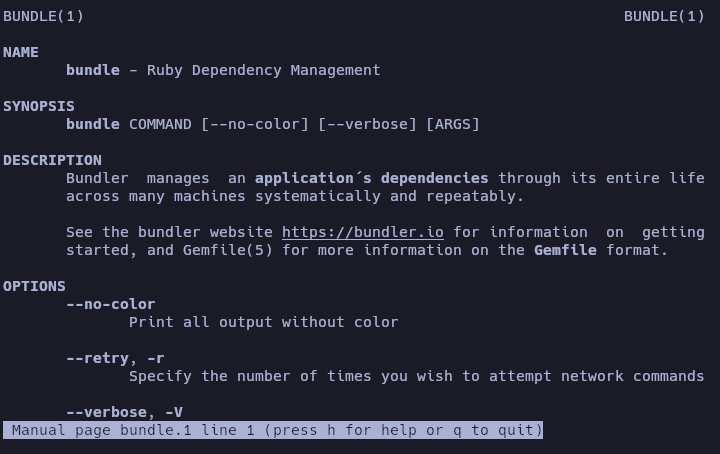 BUNDLE(1) BUNDLE(1)
NAME
bundle - Ruby Dependency Management
SYNOPSIS
bundle COMMAND [--no-color] [--verbose] [ARGS]
DESCRIPTION
Bundler manages an application´s dependencies through its entire life
across many machines systematically and repeatably.
See the bundler website https://bundler.io for information on getting
started, and Gemfile(5) for more information on the Gemfile format.
OPTIONS
--no-color
Print all output without color
--retry, -r
Specify the number of times you wish to attempt network commands
--verbose, -V
Manual page bundle.1 line 1 (press h for help or q to quit)